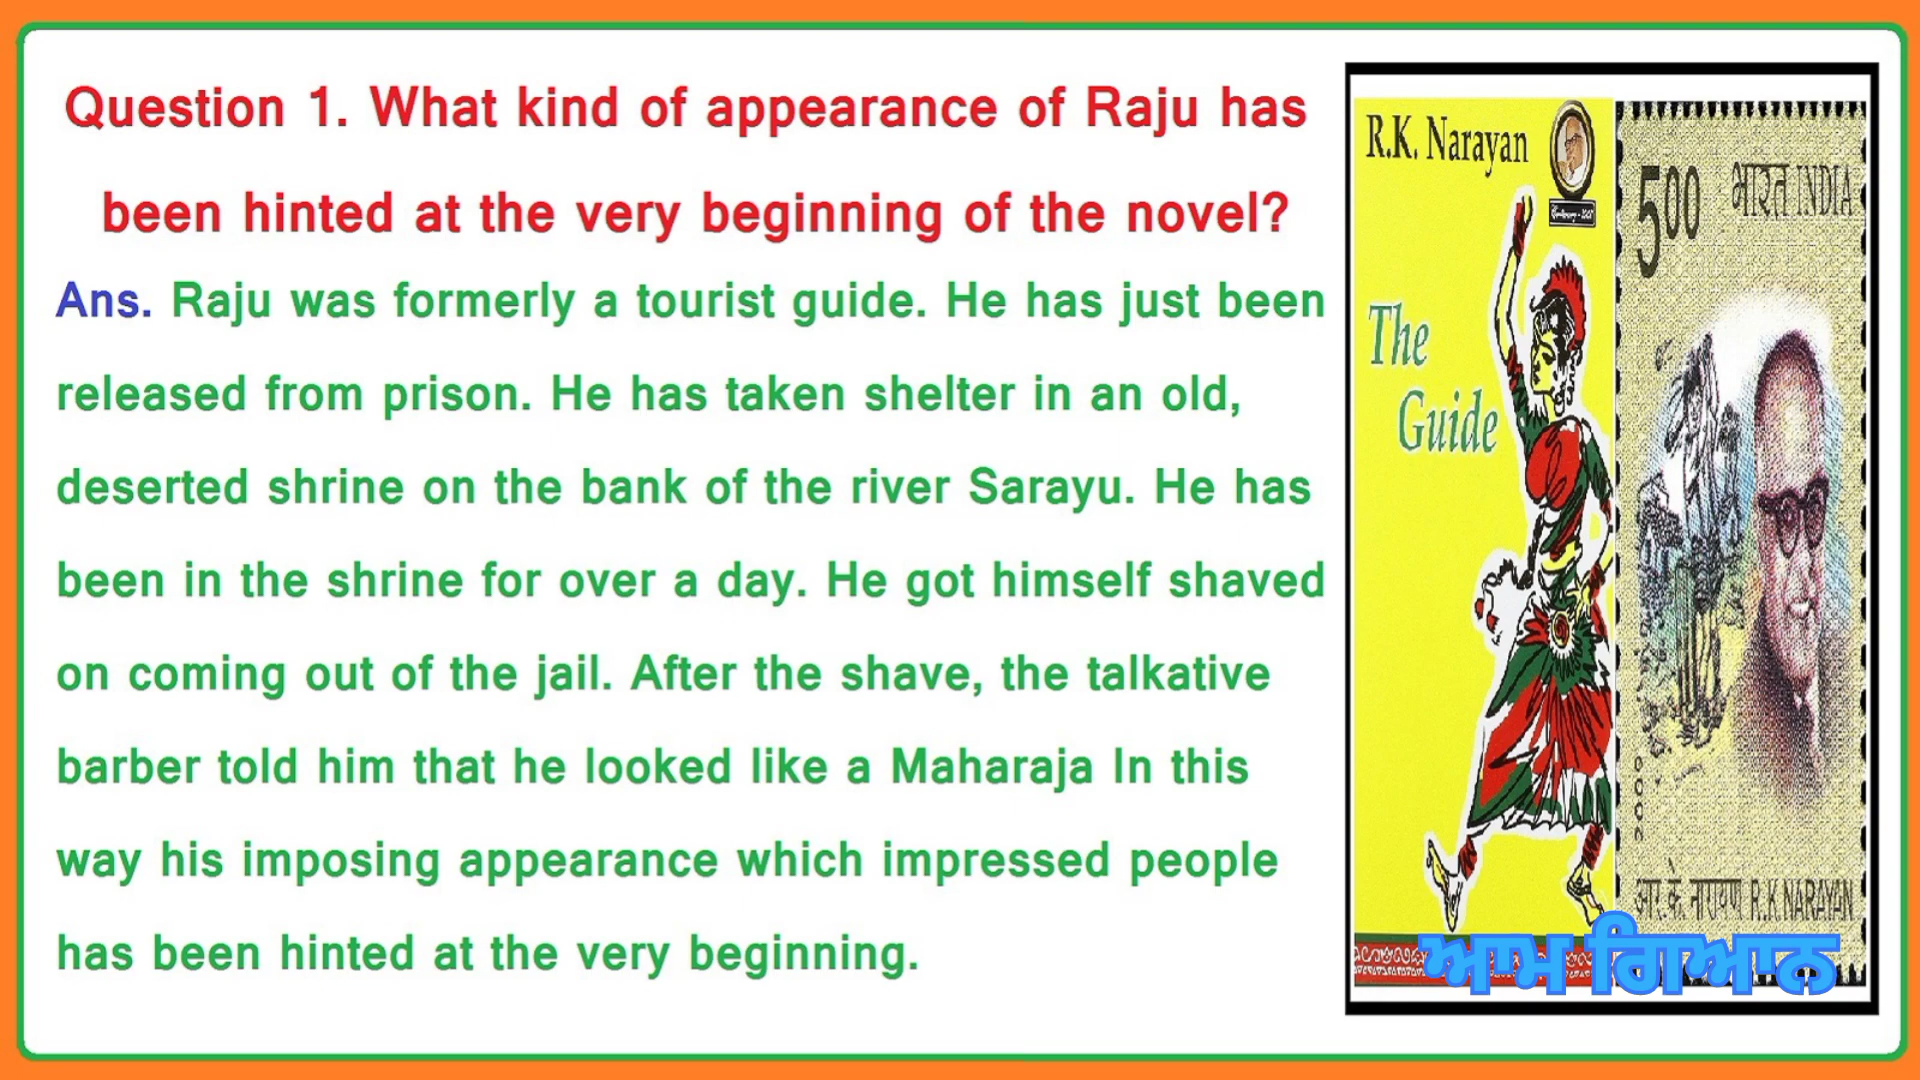 Question 1. What kind of appearance of Raju has
been hinted at the very beginning of the novel?
Ans. Raju was formerly a tourist guide. He has just been
released from prison. He has taken shelter in an old,
deserted shrine on the bank of the river Sarayu. He has
been in the shrine for over a day. He got himself shaved
on coming out of the jail. After the shave, the talkative
barber told him that he looked like a Maharaja In this
way his imposing appearance which impressed people
has been hinted at the very beginning.
R.K. Narayan
The
Guide
500 भारत INDIA
2009
आर.के. नारायण R.K.NARAYAN
ਆਮ ਗਿਆਨ